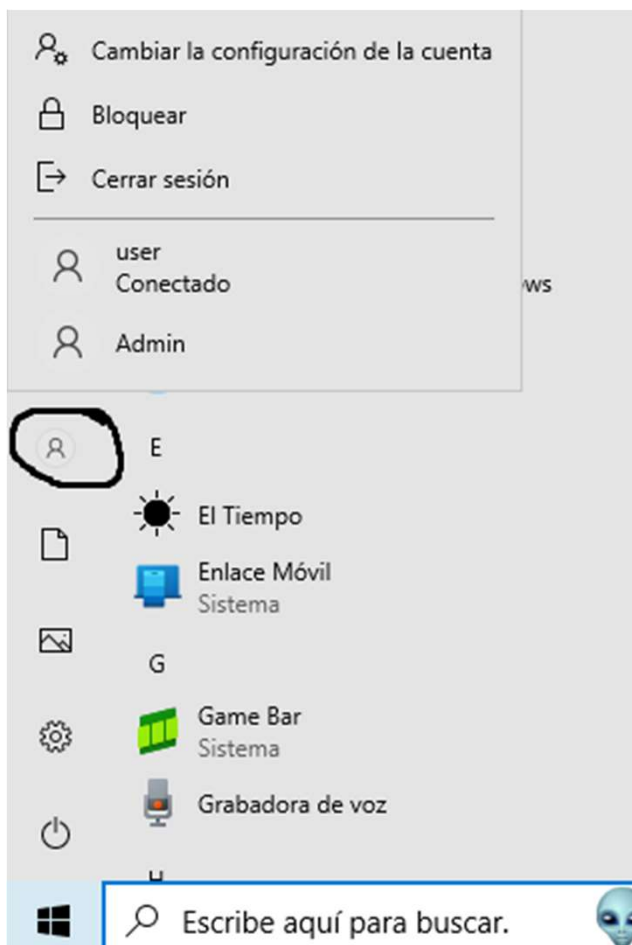 Cambiar la configuración de la cuenta
Bloquear
Cerrar sesión
user
Conectado
ws
Admin
E
El Tiempo
Enlace Móvil
Sistema
G
Game Bar
Sistema
Grabadora de voz
Escribe aquí para buscar.